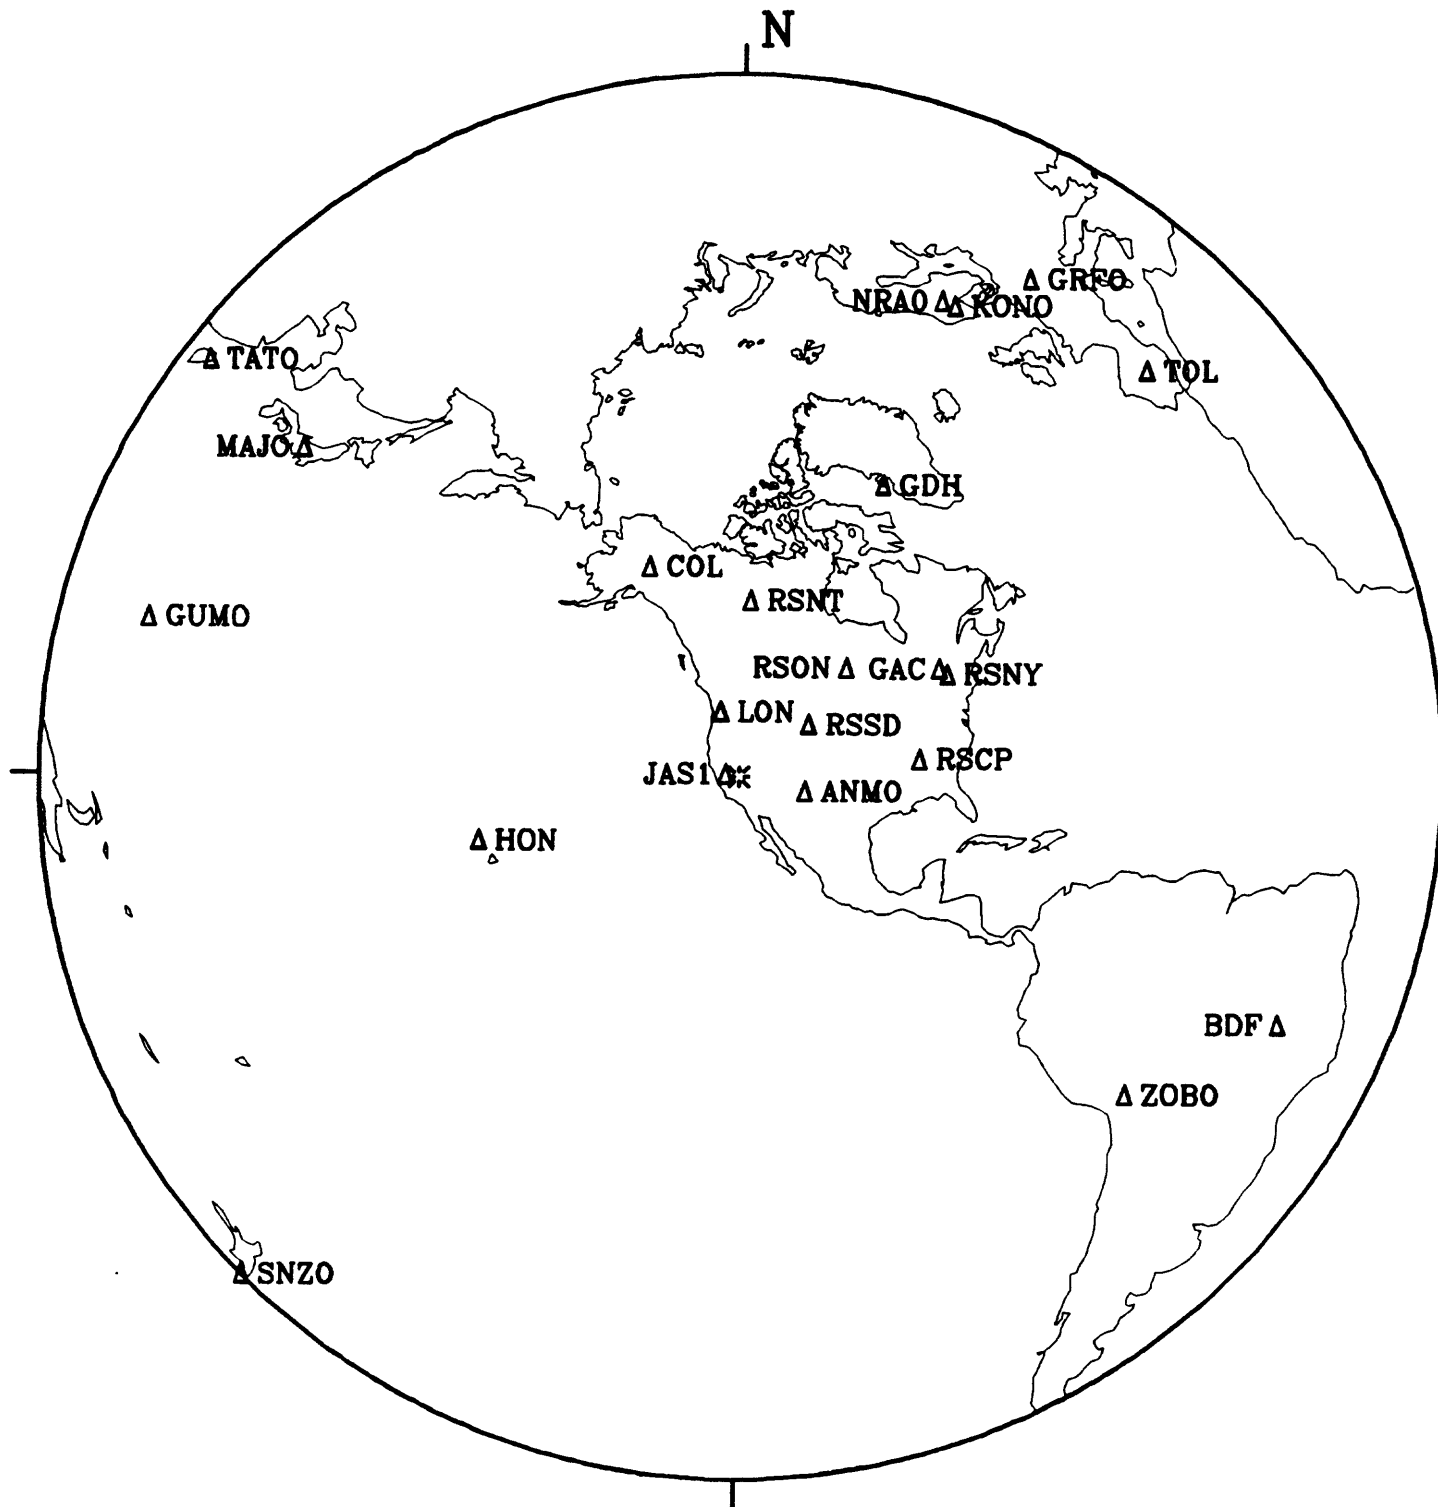 N
GRFO
NRAO
KONO
TATO
TOL
MAJO
GDH
COL
RSNT
GUMO
RSON
GAC
RSNY
LON
RSSD
RSCP
JAS1
ANMO
HON
BDF
ZOBO
SNZO